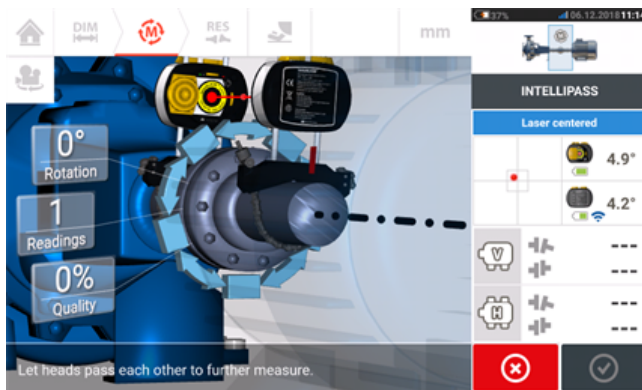 DIM
M
RES
mm
37%
06.12.2018 11:14
INTELLIPASS
Laser centered
4.9°
4.2°
0°
Rotation
1
Readings
0%
Quality
V
---
---
H
---
---
Let heads pass each other to further measure.